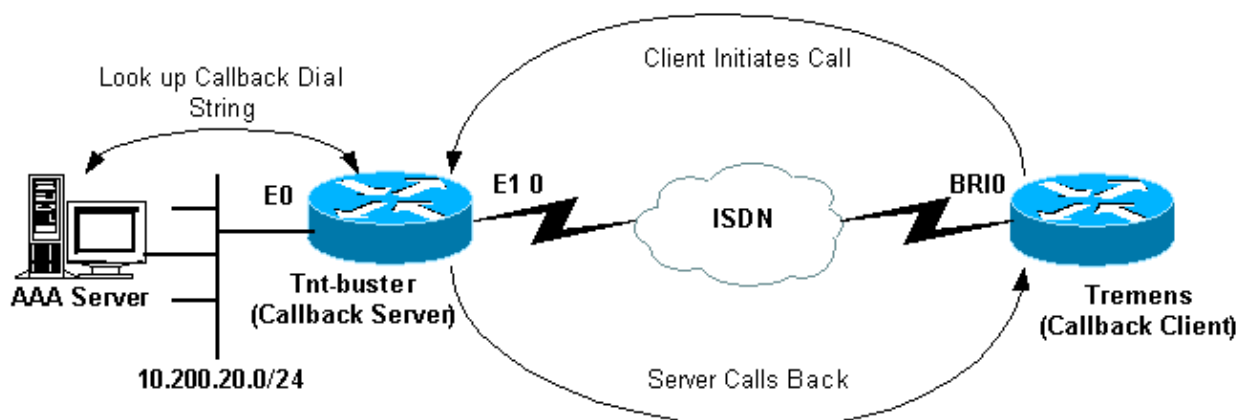 Client Initiates Call
Look up Callback Dial
String
E0
E1 0
ISDN
BRI0
AAA Server
Tnt-buster
(Callback Server)
Tremens
(Callback Client)
10.200.20.0/24
Server Calls Back